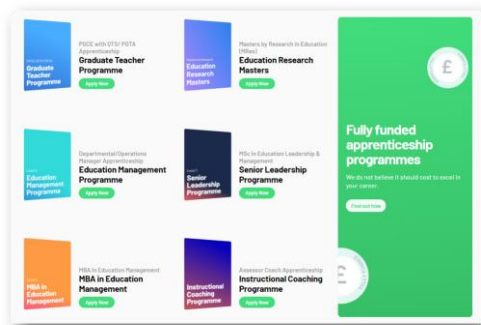 PGCE with QTS/ PGTA
Apprenticeship
Graduate Teacher
Programme
Apply Now
Graduate
Teacher
Programme
Masters by Research in Education
(MRes)
Education Research
Masters
Apply Now
Education
Research
Masters
Departmental/Operations
Manager Apprenticeship
Education Management
Programme
Apply Now
Education
Management
Programme
MSc in Education Leadership &
Management
Senior Leadership
Programme
Apply Now
Senior
Leadership
Programme
MBA in Education Management
MBA in Education
Management
Apply Now
MBA in
Education
Management
Assessor Coach Apprenticeship
Instructional Coaching
Programme
Apply Now
Instructional
Coaching
Programme
£
Fully funded
apprenticeship
programmes
We do not believe it should cost to excel in
your career.
Find out how
£